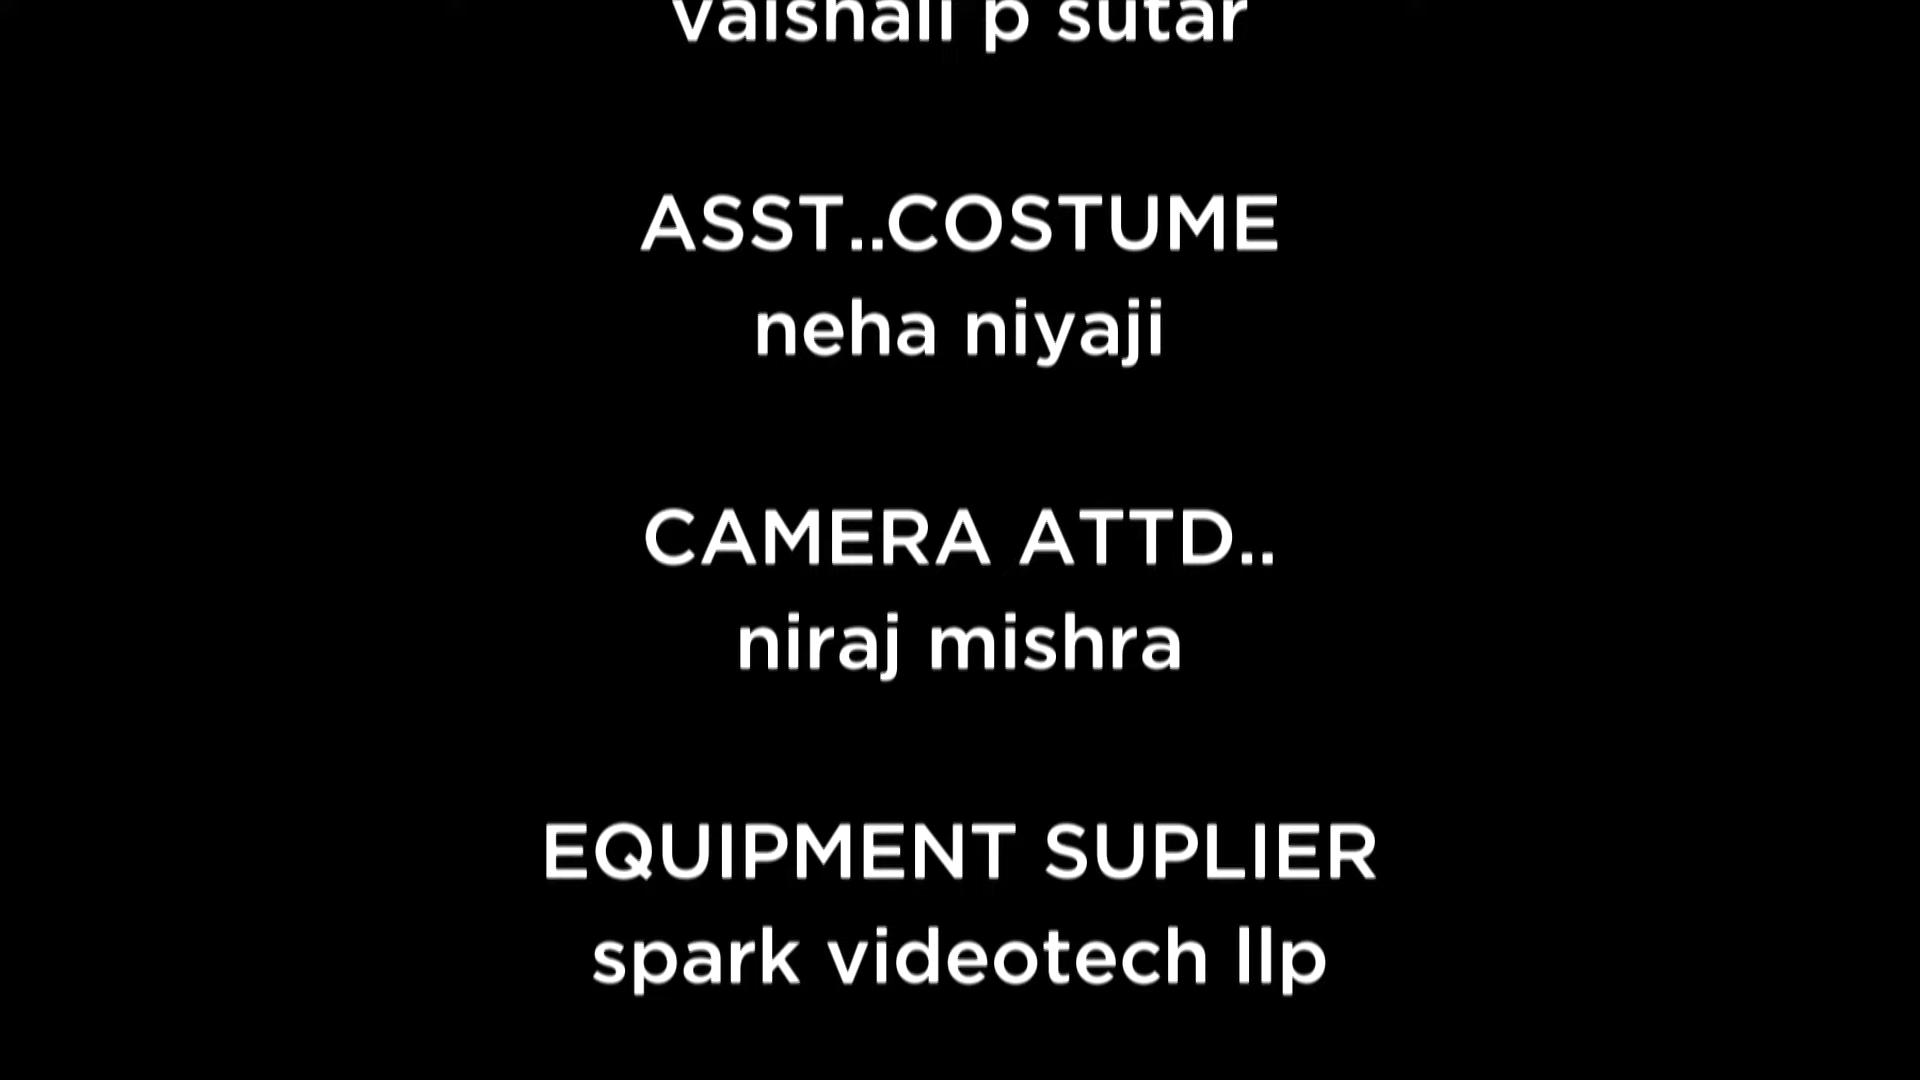 vaishali p sutar
ASST..COSTUME
neha niyaji
CAMERA ATTD..
niraj mishra
EQUIPMENT SUPLIER
spark videotech llp